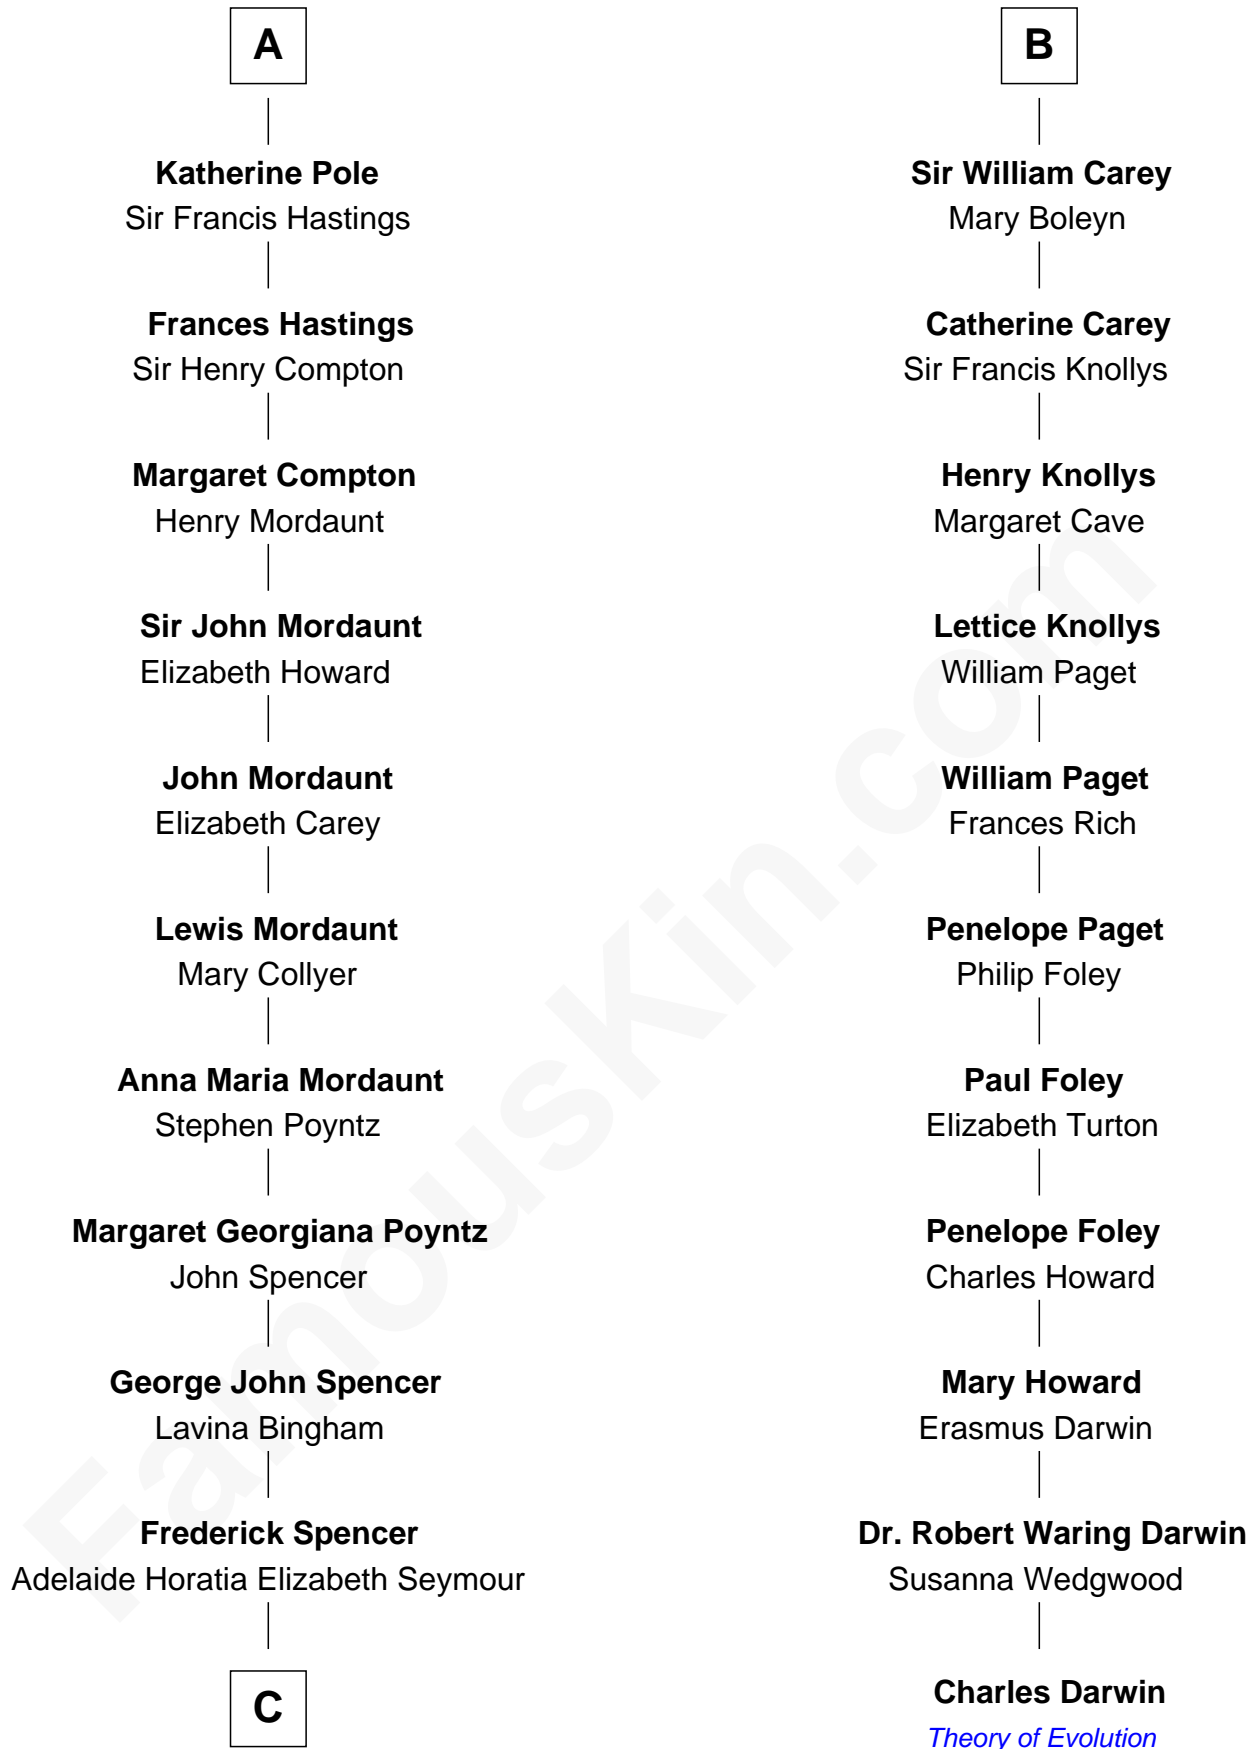 A
Katherine Pole
Sir Francis Hastings
Frances Hastings
Sir Henry Compton
Margaret Compton
Henry Mordaunt
Sir John Mordaunt
Elizabeth Howard
John Mordaunt
Elizabeth Carey
Lewis Mordaunt
Mary Collyer
Anna Maria Mordaunt
Stephen Poyntz
Margaret Georgiana Poyntz
John Spencer
George John Spencer
Lavina Bingham
Frederick Spencer
Adelaide Horatia Elizabeth Seymour
C
B
Sir William Carey
Mary Boleyn
Catherine Carey
Sir Francis Knollys
Henry Knollys
Margaret Cave
Lettice Knollys
William Paget
William Paget
Frances Rich
Penelope Paget
Philip Foley
Paul Foley
Elizabeth Turton
Penelope Foley
Charles Howard
Mary Howard
Erasmus Darwin
Dr. Robert Waring Darwin
Susanna Wedgwood
Charles Darwin
Theory of Evolution
FamousKin.com